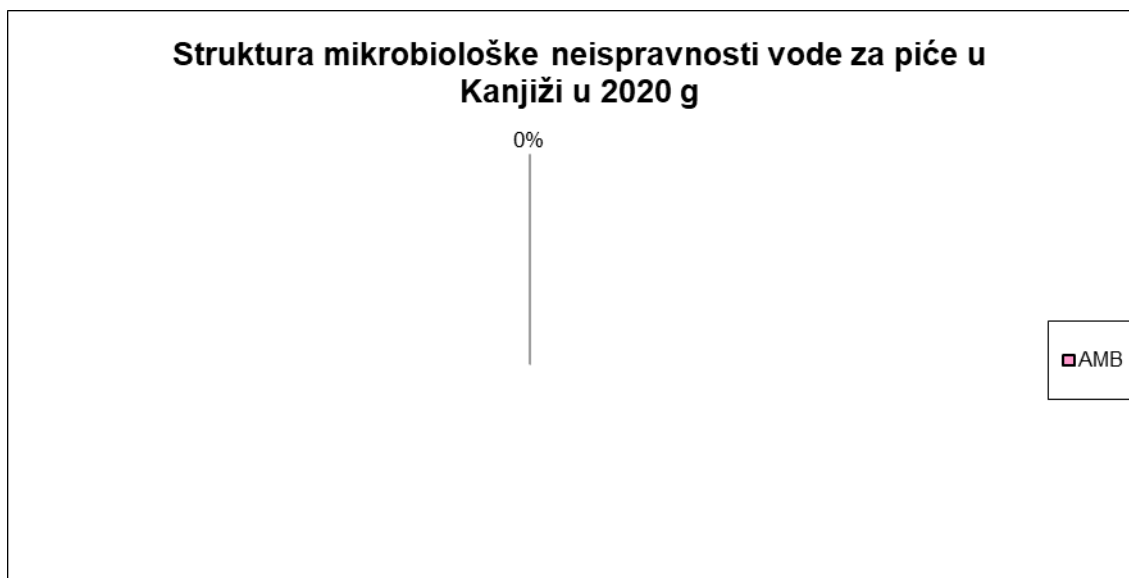 Struktura mikrobiološke neispravnosti vode za piće u
Kanjiži u 2020 g
0%
AMB